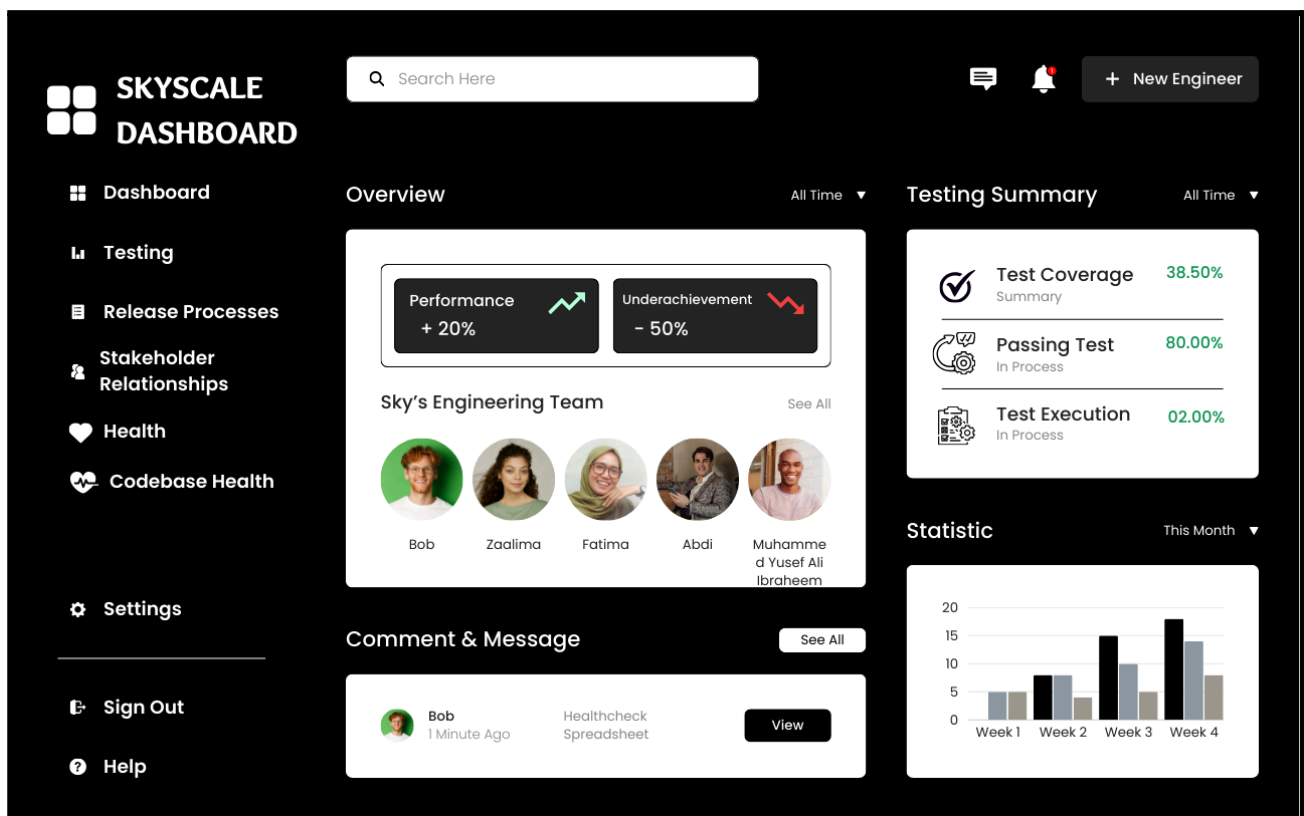 SKYSCALE
DASHBOARD
Search Here
+ New Engineer
Dashboard
Testing
Release Processes
Stakeholder
Relationships
Health
Codebase Health
Settings
Sign Out
Help
Overview
All Time
Performance
+ 20%
Underachievement
- 50%
Sky’s Engineering Team
See All
Bob
Zaalima
Fatima
Abdi
Muhamme
d Yusef Ali
Ibraheem
Comment & Message
See All
Bob
1 Minute Ago
Healthcheck
Spreadsheet
View
Testing Summary
All Time
Test Coverage
38.50%
Summary
Passing Test
80.00%
In Process
Test Execution
02.00%
In Process
Statistic
This Month
20
15
10
5
0
Week 1 Week 2 Week 3 Week 4